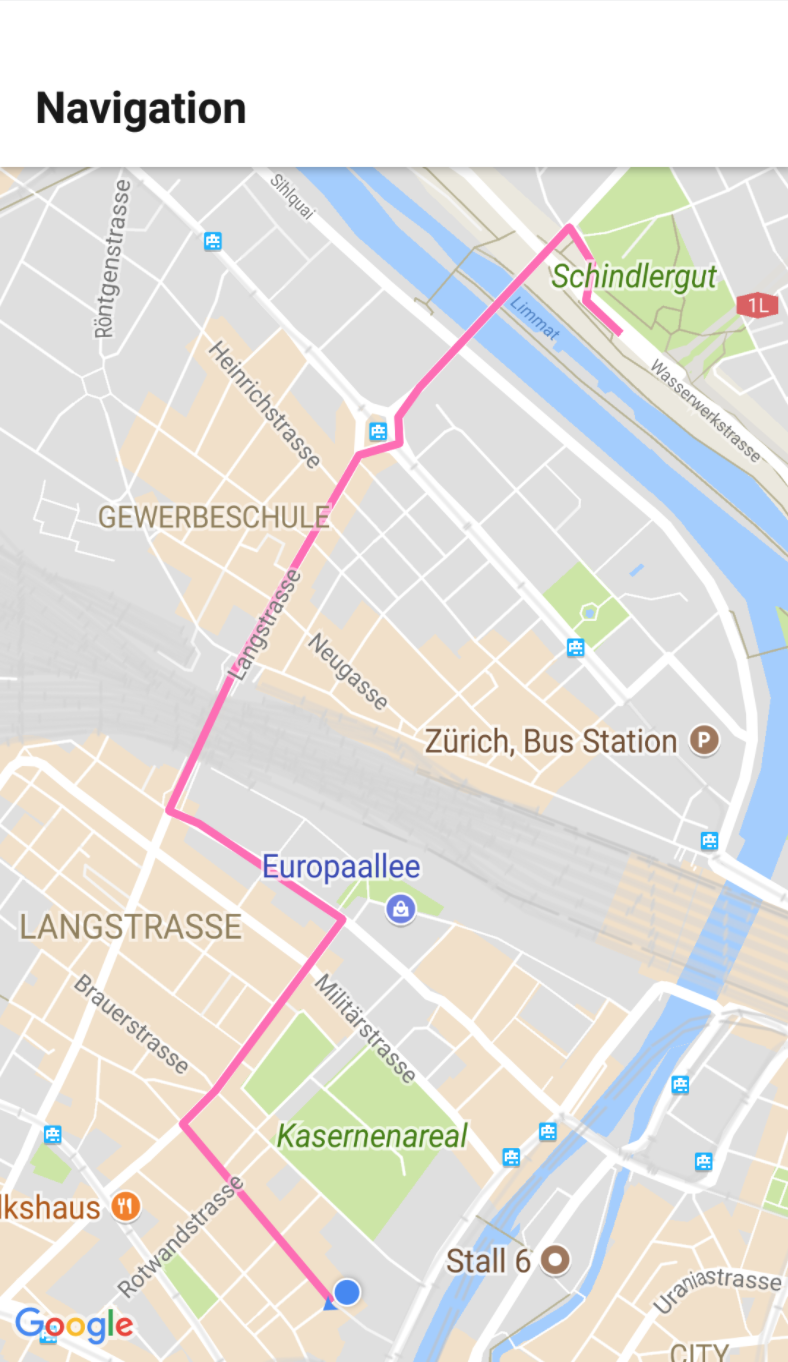 Navigation
Sihlquai
Röntgenstrasse
Schindlergut
1L
Limmat
Heinrichstrasse
Wasserwerkstrasse
GEWERBESCHULE
Langstrasse
Neugasse
Zürich, Bus Station
P
Europaallee
LANGSTRASSE
Militärstrasse
Brauerstrasse
Kasernenareal
lkshaus
Rotwandstrasse
Stall 6
Uraniastrasse
Google
CITY